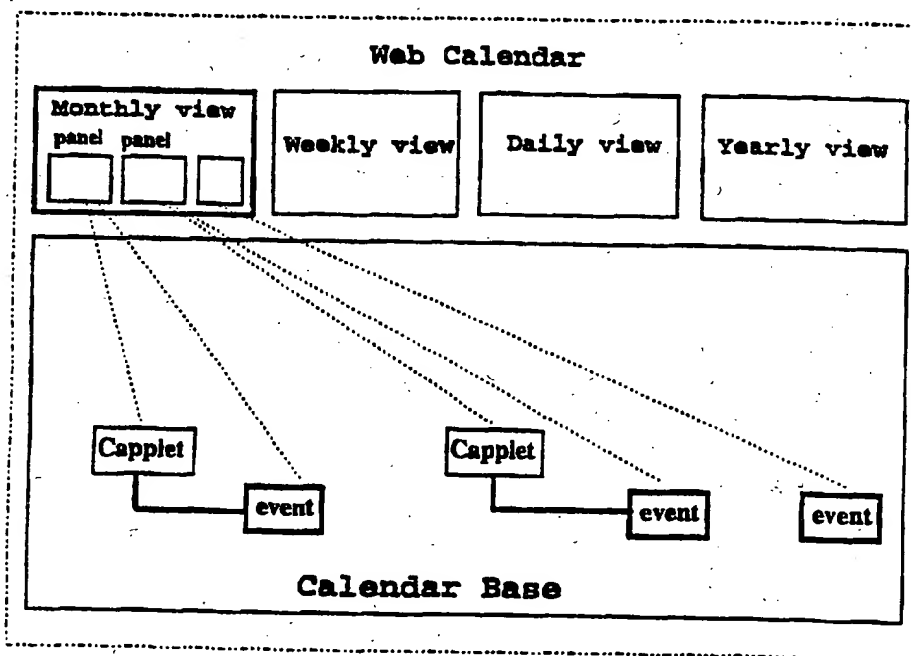 Web Calendar
Monthly view
panel panel
Weekly view
Daily view
Yearly view
Capplet
Capplet
event
event
event
Calendar Base